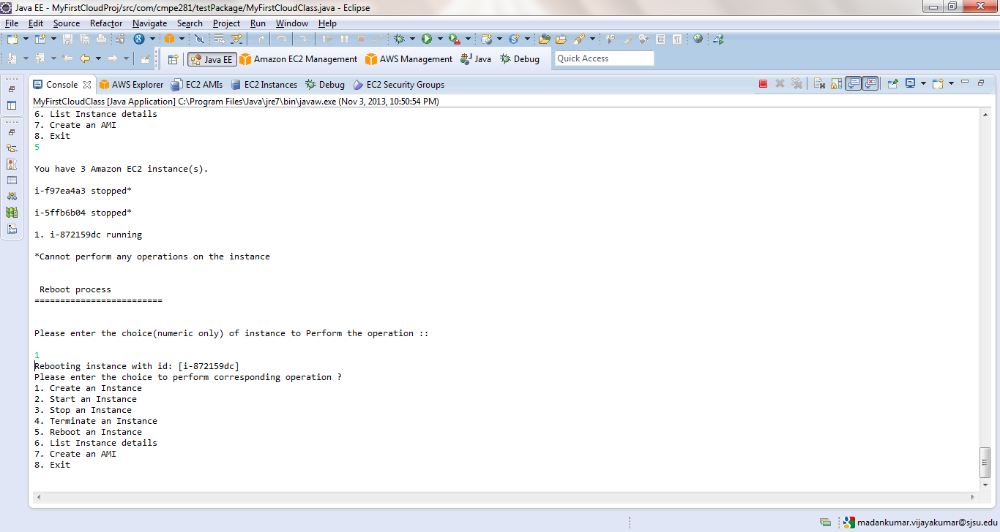 Java EE - MyFirstCloudProj/src/com/cmpe281/testPackage/MyFirstCloudClass.java - Eclipse
File Edit Source Refactor Navigate Search Project Run Window Help
Java EE Amazon EC2 Management AWS Management Java Debug Quick Access
Console AWS Explorer EC2 AMIs EC2 Instances Debug EC2 Security Groups
MyFirstCloudClass [Java Application] C:\Program Files\Java\jre7\bin\javaw.exe (Nov 3, 2013, 10:50:54 PM)
6. List Instance details
7. Create an AMI
8. Exit
5
You have 3 Amazon EC2 instance(s).
i-f97ea4a3 stopped*
i-5ffb6b04 stopped*
1. i-872159dc running
*Cannot perform any operations on the instance
Reboot process
=========================
Please enter the choice(numeric only) of instance to Perform the operation ::
1
Rebooting instance with id: [i-872159dc]
Please enter the choice to perform corresponding operation ?
1. Create an Instance
2. Start an Instance
3. Stop an Instance
4. Terminate an Instance
5. Reboot an Instance
6. List Instance details
7. Create an AMI
8. Exit
madankumar.vijayakumar@sjsu.edu